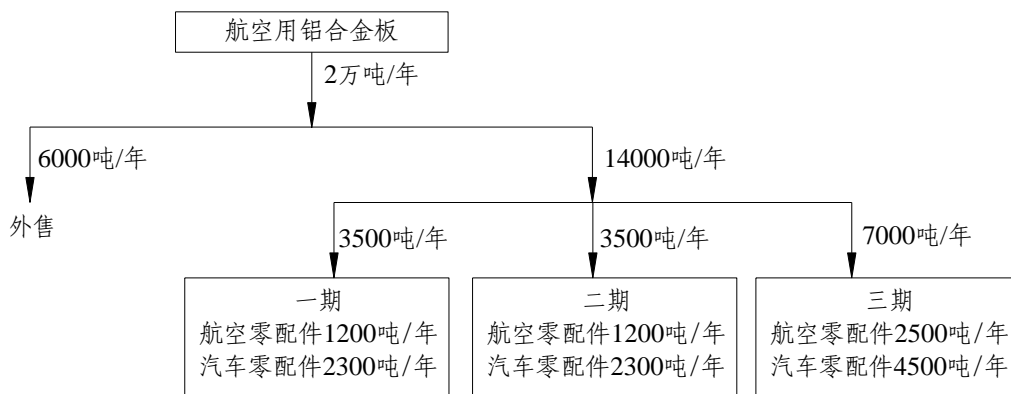 航空用铝合金板
2万吨/年
6000吨/年
14000吨/年
外售
3500吨/年
3500吨/年
7000吨/年
一期
航空零配件1200吨/年
汽车零配件2300吨/年
二期
航空零配件1200吨/年
汽车零配件2300吨/年
三期
航空零配件2500吨/年
汽车零配件4500吨/年